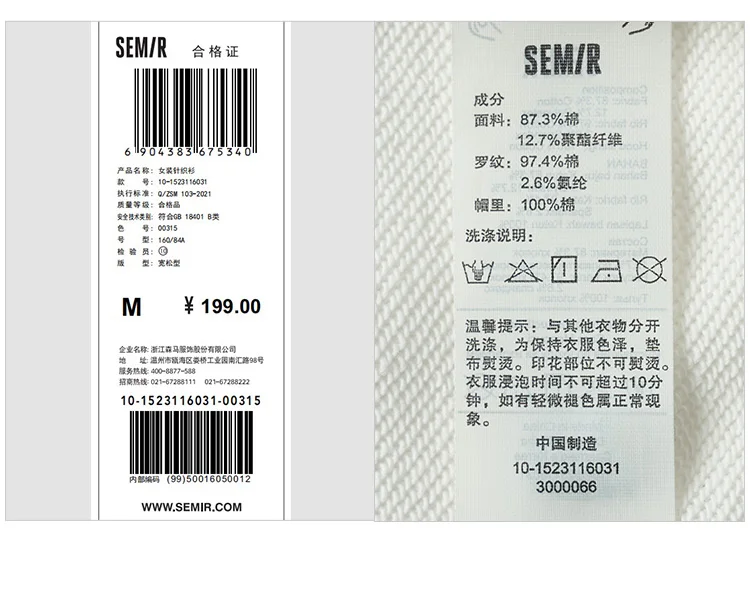 SEMIR 合格证
6 904383 675340
产品名称: 女装针织衫
款 号: 10-1523116031
执行标准: Q/ZSM 103-2021
质量等级: 合格品
安全技术类别: 符合GB 18401 B类
色 号: 00315
号 型: 160/84A
检 验 员: ⑩
版 型: 宽松型
M ¥ 199.00
企业名称: 浙江森马服饰股份有限公司
地 址: 温州市瓯海区娄桥工业园南汇路98号
服务热线: 400-8877-588
招商热线: 021-67288111 021-67288222
10-1523116031-00315
内部编码 (99)50016050012
WWW.SEMIR.COM
SEMIR
成分
面料: 87.3%棉
12.7%聚酯纤维
罗纹: 97.4%棉
2.6%氨纶
帽里: 100%棉
洗涤说明:
温馨提示: 与其他衣物分开
洗涤, 为保持衣服色泽, 垫
布熨烫。印花部位不可熨烫。
衣服浸泡时间不可超过10分
钟, 如有轻微褪色属正常现
象。
中国制造
10-1523116031
3000066